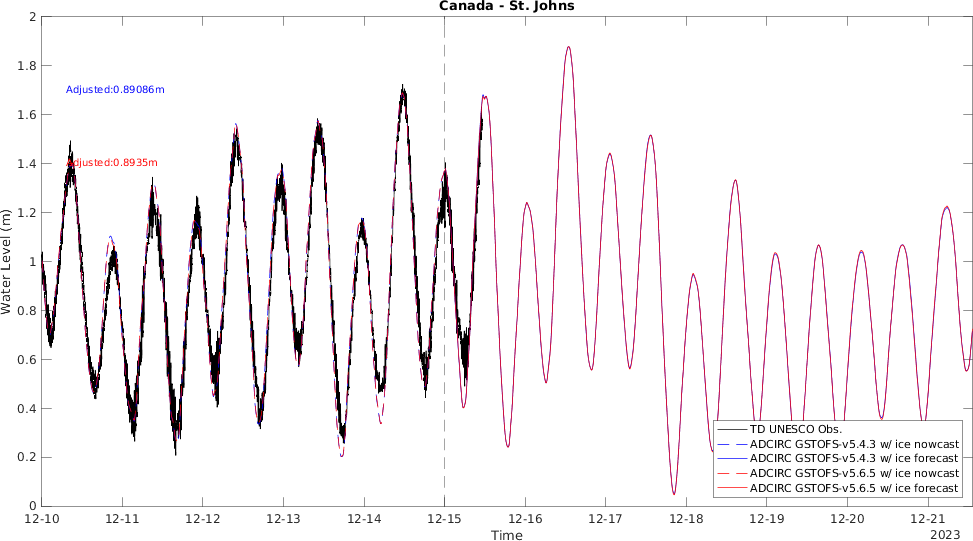 Canada - St. Johns
2
1.8
1.6
1.4
1.2
1
0.8
0.6
0.4
0.2
0
Water Level (m)
Adjusted:0.89086m
Adjusted:0.8935m
TD UNESCO Obs.
ADCIRC GSTOFS-v5.4.3 w/ ice nowcast
ADCIRC GSTOFS-v5.4.3 w/ ice forecast
ADCIRC GSTOFS-v5.6.5 w/ ice nowcast
ADCIRC GSTOFS-v5.6.5 w/ ice forecast
12-10 12-11 12-12 12-13 12-14 12-15 12-16 12-17 12-18 12-19 12-20 12-21
2023
Time